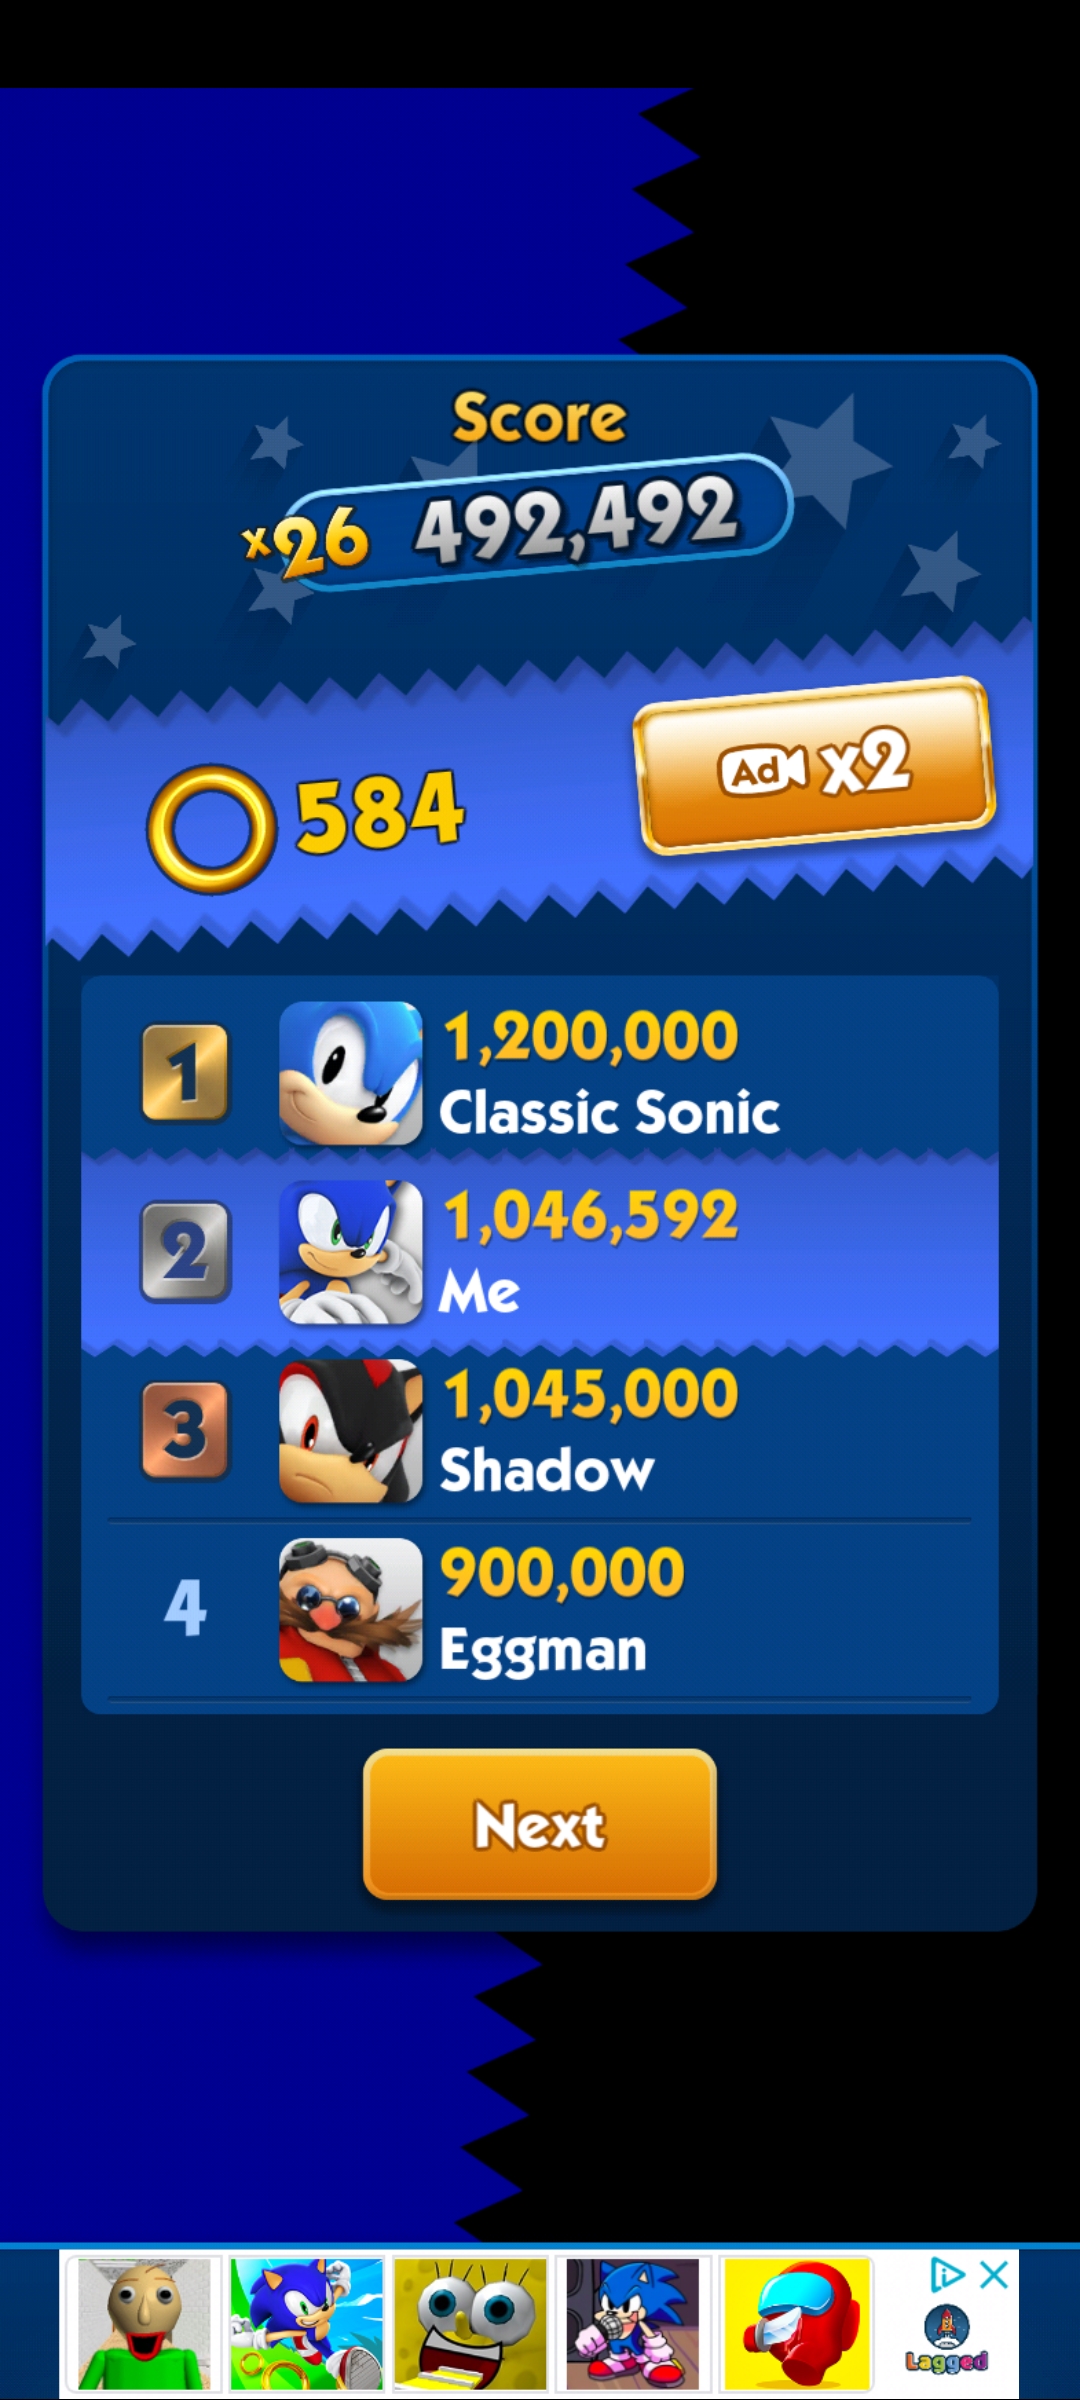 Score
x26 492,492
584
Ad x2
1
1,200,000
Classic Sonic
2
1,046,592
Me
3
1,045,000
Shadow
4
900,000
Eggman
Next
Lagged